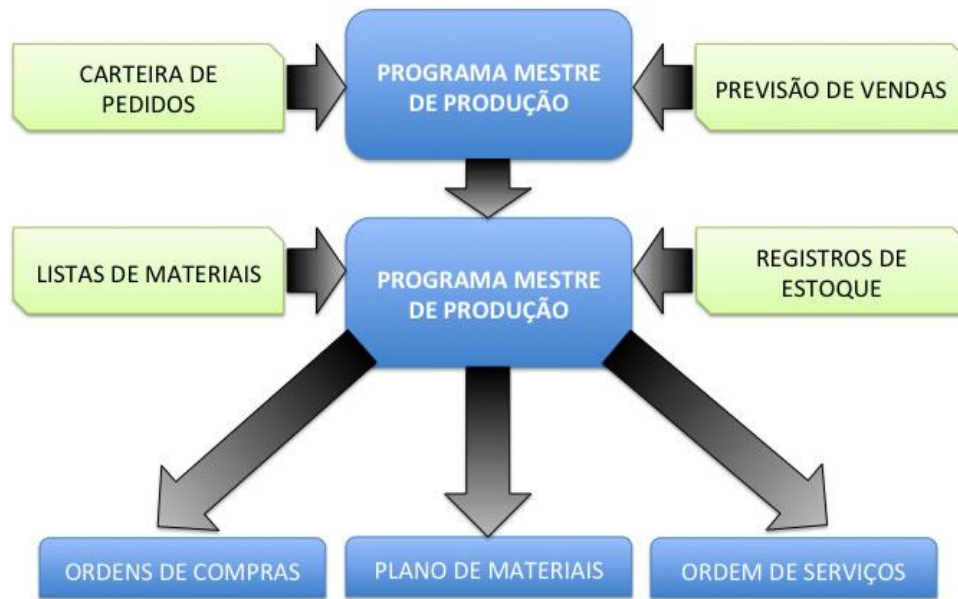 CARTEIRA DE
PEDIDOS
PROGRAMA MESTRE
DE PRODUÇÃO
PREVISÃO DE VENDAS
LISTAS DE MATERIAIS
PROGRAMA MESTRE
DE PRODUÇÃO
REGISTROS DE
ESTOQUE
ORDENS DE COMPRAS
PLANO DE MATERIAIS
ORDEM DE SERVIÇOS